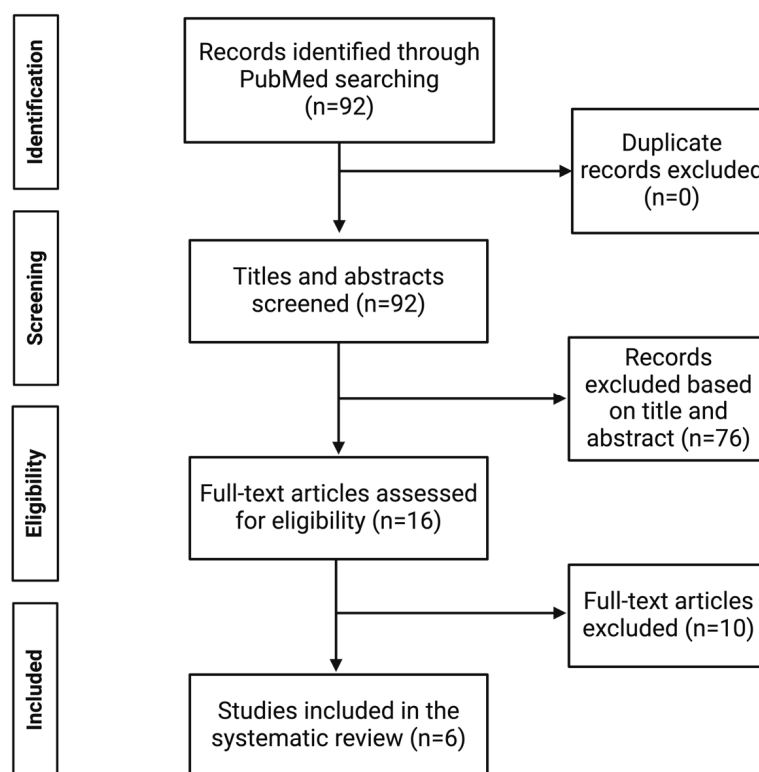 Identification
Records identified through
PubMed searching
(n=92)
Duplicate
records excluded
(n=0)
Screening
Titles and abstracts
screened (n=92)
Records
excluded based
on title and
abstract (n=76)
Eligibility
Full-text articles assessed
for eligibility (n=16)
Full-text articles
excluded (n=10)
Included
Studies included in the
systematic review (n=6)